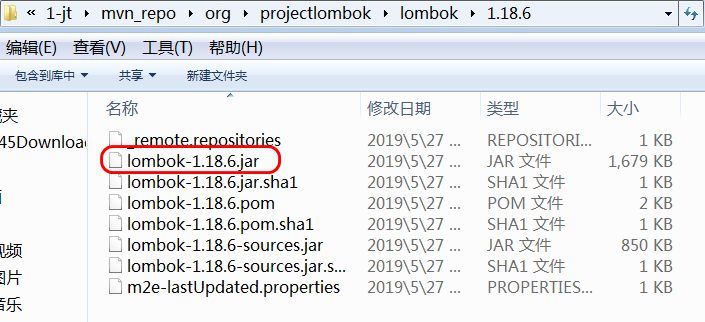 « 1-jt ▸ mvn_repo ▸ org ▸ projectlombok ▸ lombok ▸ 1.18.6
编辑(E) 查看(V) 工具(T) 帮助(H)
包含到库中 共享 新建文件夹
名称 修改日期 类型 大小
_remote.repositories 2019\5\27 ... REPOSITORI... 1 KB
lombok-1.18.6.jar 2019\5\27 ... JAR 文件 1,679 KB
lombok-1.18.6.jar.sha1 2019\5\27 ... SHA1 文件 1 KB
lombok-1.18.6.pom 2019\5\27 ... POM 文件 2 KB
lombok-1.18.6.pom.sha1 2019\5\27 ... SHA1 文件 1 KB
lombok-1.18.6-sources.jar 2019\5\27 ... JAR 文件 850 KB
lombok-1.18.6-sources.jar.s... 2019\5\27 ... SHA1 文件 1 KB
m2e-lastUpdated.properties 2019\5\27 ... PROPERTIES... 1 KB
藏夹
45Download
视频
图片
音乐